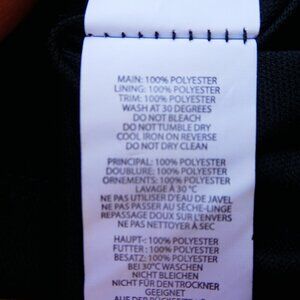 MAIN: 100% POLYESTER
LINING: 100% POLYESTER
TRIM: 100% POLYESTER
WASH AT 30 DEGREES
DO NOT BLEACH
DO NOT TUMBLE DRY
COOL IRON ON REVERSE
DO NOT DRY CLEAN
PRINCIPAL: 100% POLYESTER
DOUBLURE: 100% POLYESTER
ORNEMENTS: 100% POLYESTER
LAVAGE À 30 °C
NE PAS UTILISER D'EAU DE JAVEL
NE PAS PASSER AU SÈCHE-LINGE
REPASSAGE DOUX SUR L'ENVERS
NE PAS NETTOYER À SEC
HAUPT-: 100% POLYESTER
FUTTER: 100% POLYESTER
BESATZ: 100% POLYESTER
BEI 30°C WASCHEN
NICHT BLEICHEN
NICHT FÜR DEN TROCKNER
GEEIGNET
AUF DER